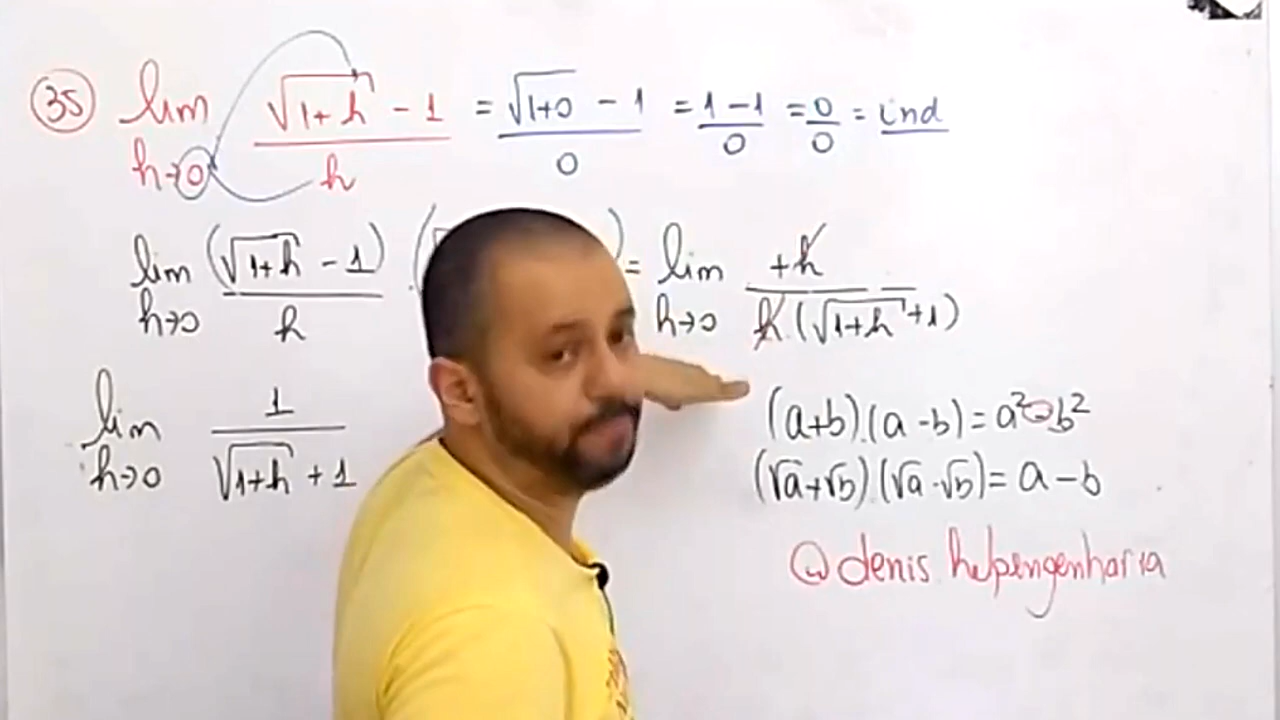 35 lim h→0 (√(1+h) - 1)/h = (√(1+0) - 1)/0 = (1-1)/0 = 0/0 = ind
lim h→0 (√(1+h) - 1)/h ( ) = lim h→0 +h/(h.(√(1+h)+1))
lim h→0 1/(√(1+h) + 1)
(a+b).(a-b)=a²-b²
(√a+√b).(√a-√b)=a-b
@denis.helpengenharia